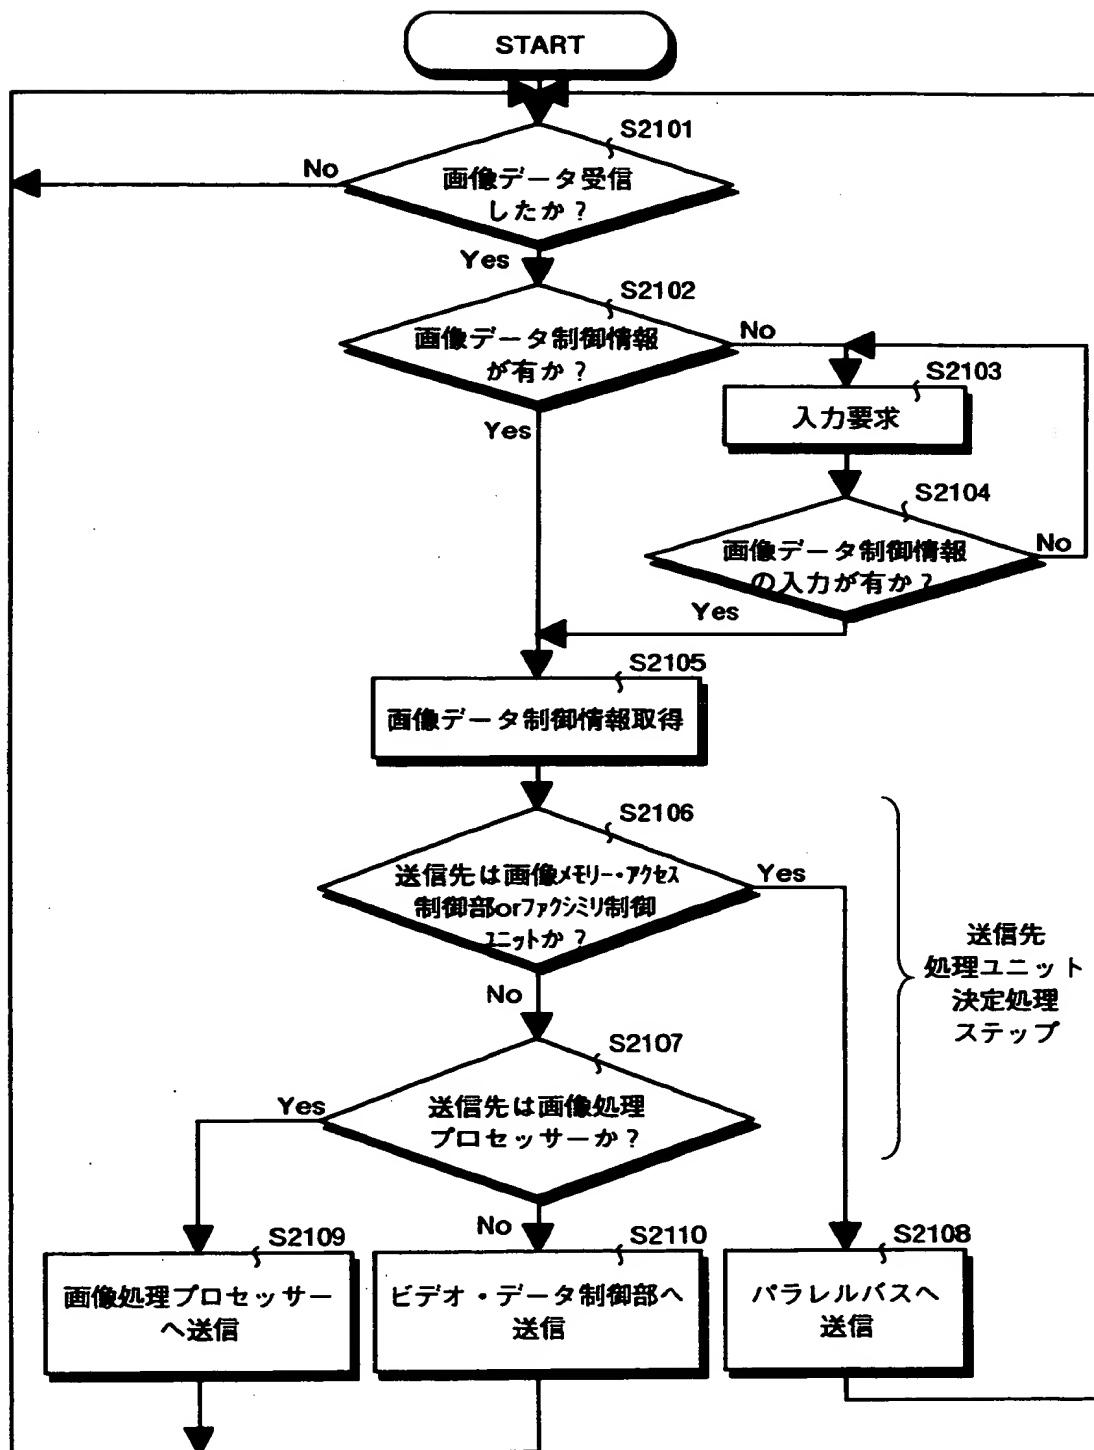 START
S2101
No
画像データ受信
したか？
Yes
S2102
画像データ制御情報
が有か？
No
Yes
S2103
入力要求
S2104
画像データ制御情報
の入力が有か？
No
Yes
S2105
画像データ制御情報取得
S2106
送信先は画像メモリー・アクセス
制御部orファクシミリ制御
ユニットか？
Yes
No
送信先
処理ユニット
決定処理
ステップ
S2107
送信先は画像処理
プロセッサーか？
Yes
No
S2109
画像処理プロセッサー
へ送信
S2110
ビデオ・データ制御部へ
送信
S2108
パラレルバスへ
送信